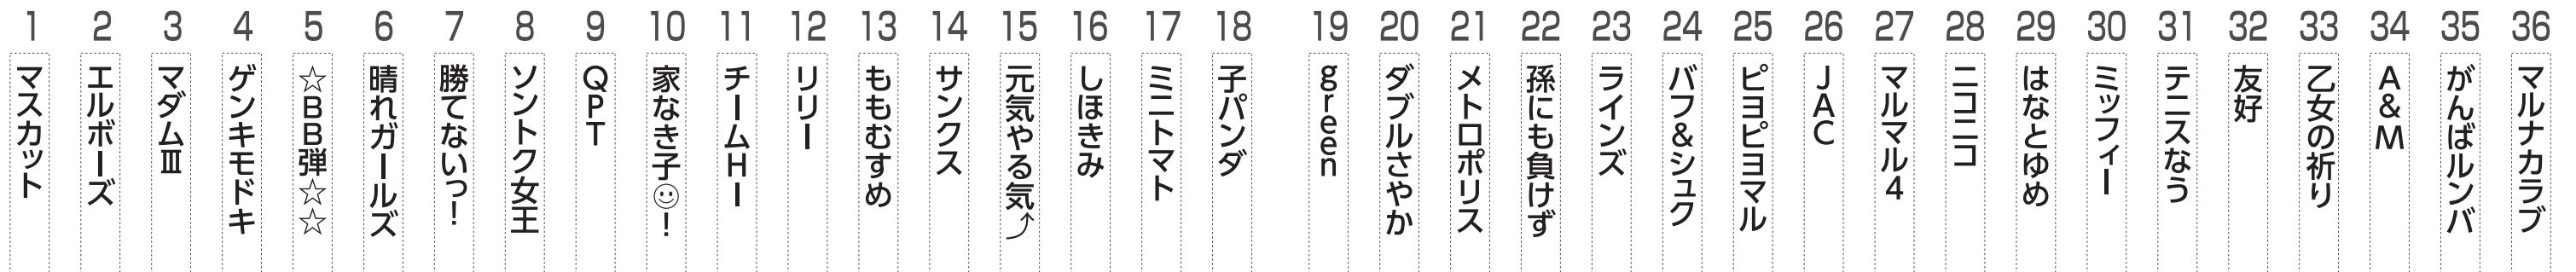 1 マスカット
2 エルボーズ
3 マダムⅢ
4 ゲンキモドキ
5 ☆BB弾☆☆
6 晴れガールズ
7 勝てないっ！
8 ソントク女王
9 QPT
10 家なき子☺！
11 チームHI
12 リリー
13 ももむすめ
14 サンクス
15 元気やる気⤴
16 しほきみ
17 ミニトマト
18 子パンダ
19 green
20 ダブルさやか
21 メトロポリス
22 孫にも負けず
23 ラインズ
24 バフ&シュク
25 ピヨピヨマル
26 JAC
27 マルマル4
28 ニコニコ
29 はなとゆめ
30 ミッフィー
31 テニスなう
32 友好
33 乙女の祈り
34 A&M
35 がんばルンバ
36 マルナカラブ